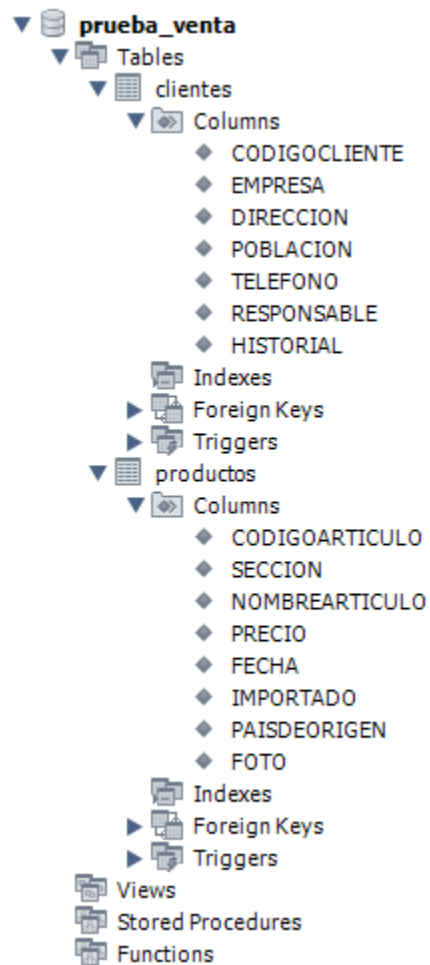 prueba_venta
Tables
clientes
Columns
CODIGOCLIENTE
EMPRESA
DIRECCION
POBLACION
TELEFONO
RESPONSABLE
HISTORIAL
Indexes
Foreign Keys
Triggers
productos
Columns
CODIGOARTICULO
SECCION
NOMBREARTICULO
PRECIO
FECHA
IMPORTADO
PAISDEORIGEN
FOTO
Indexes
Foreign Keys
Triggers
Views
Stored Procedures
Functions